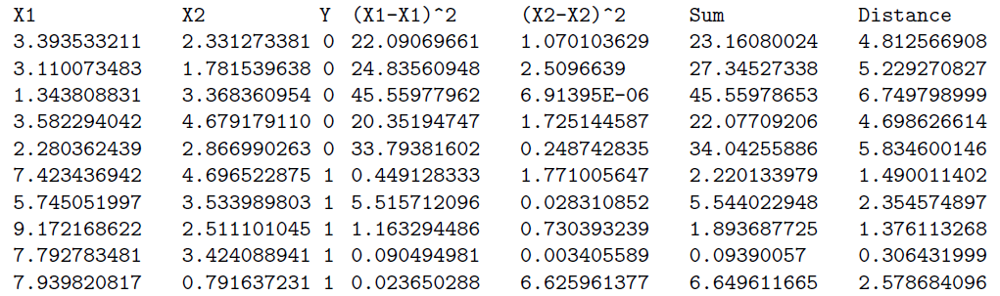 X1 X2 Y (X1-X1)^2 (X2-X2)^2 Sum Distance
3.393533211 2.331273381 0 22.09069661 1.070103629 23.16080024 4.812566908
3.110073483 1.781539638 0 24.83560948 2.5096639 27.34527338 5.229270827
1.343808831 3.368360954 0 45.55977962 6.91395E-06 45.55978653 6.749798999
3.582294042 4.679179110 0 20.35194747 1.725144587 22.07709206 4.698626614
2.280362439 2.866990263 0 33.79381602 0.248742835 34.04255886 5.834600146
7.423436942 4.696522875 1 0.449128333 1.771005647 2.220133979 1.490011402
5.745051997 3.533989803 1 5.515712096 0.028310852 5.544022948 2.354574897
9.172168622 2.511101045 1 1.163294486 0.730393239 1.893687725 1.376113268
7.792783481 3.424088941 1 0.090494981 0.003405589 0.09390057 0.306431999
7.939820817 0.791637231 1 0.023650288 6.625961377 6.649611665 2.578684096